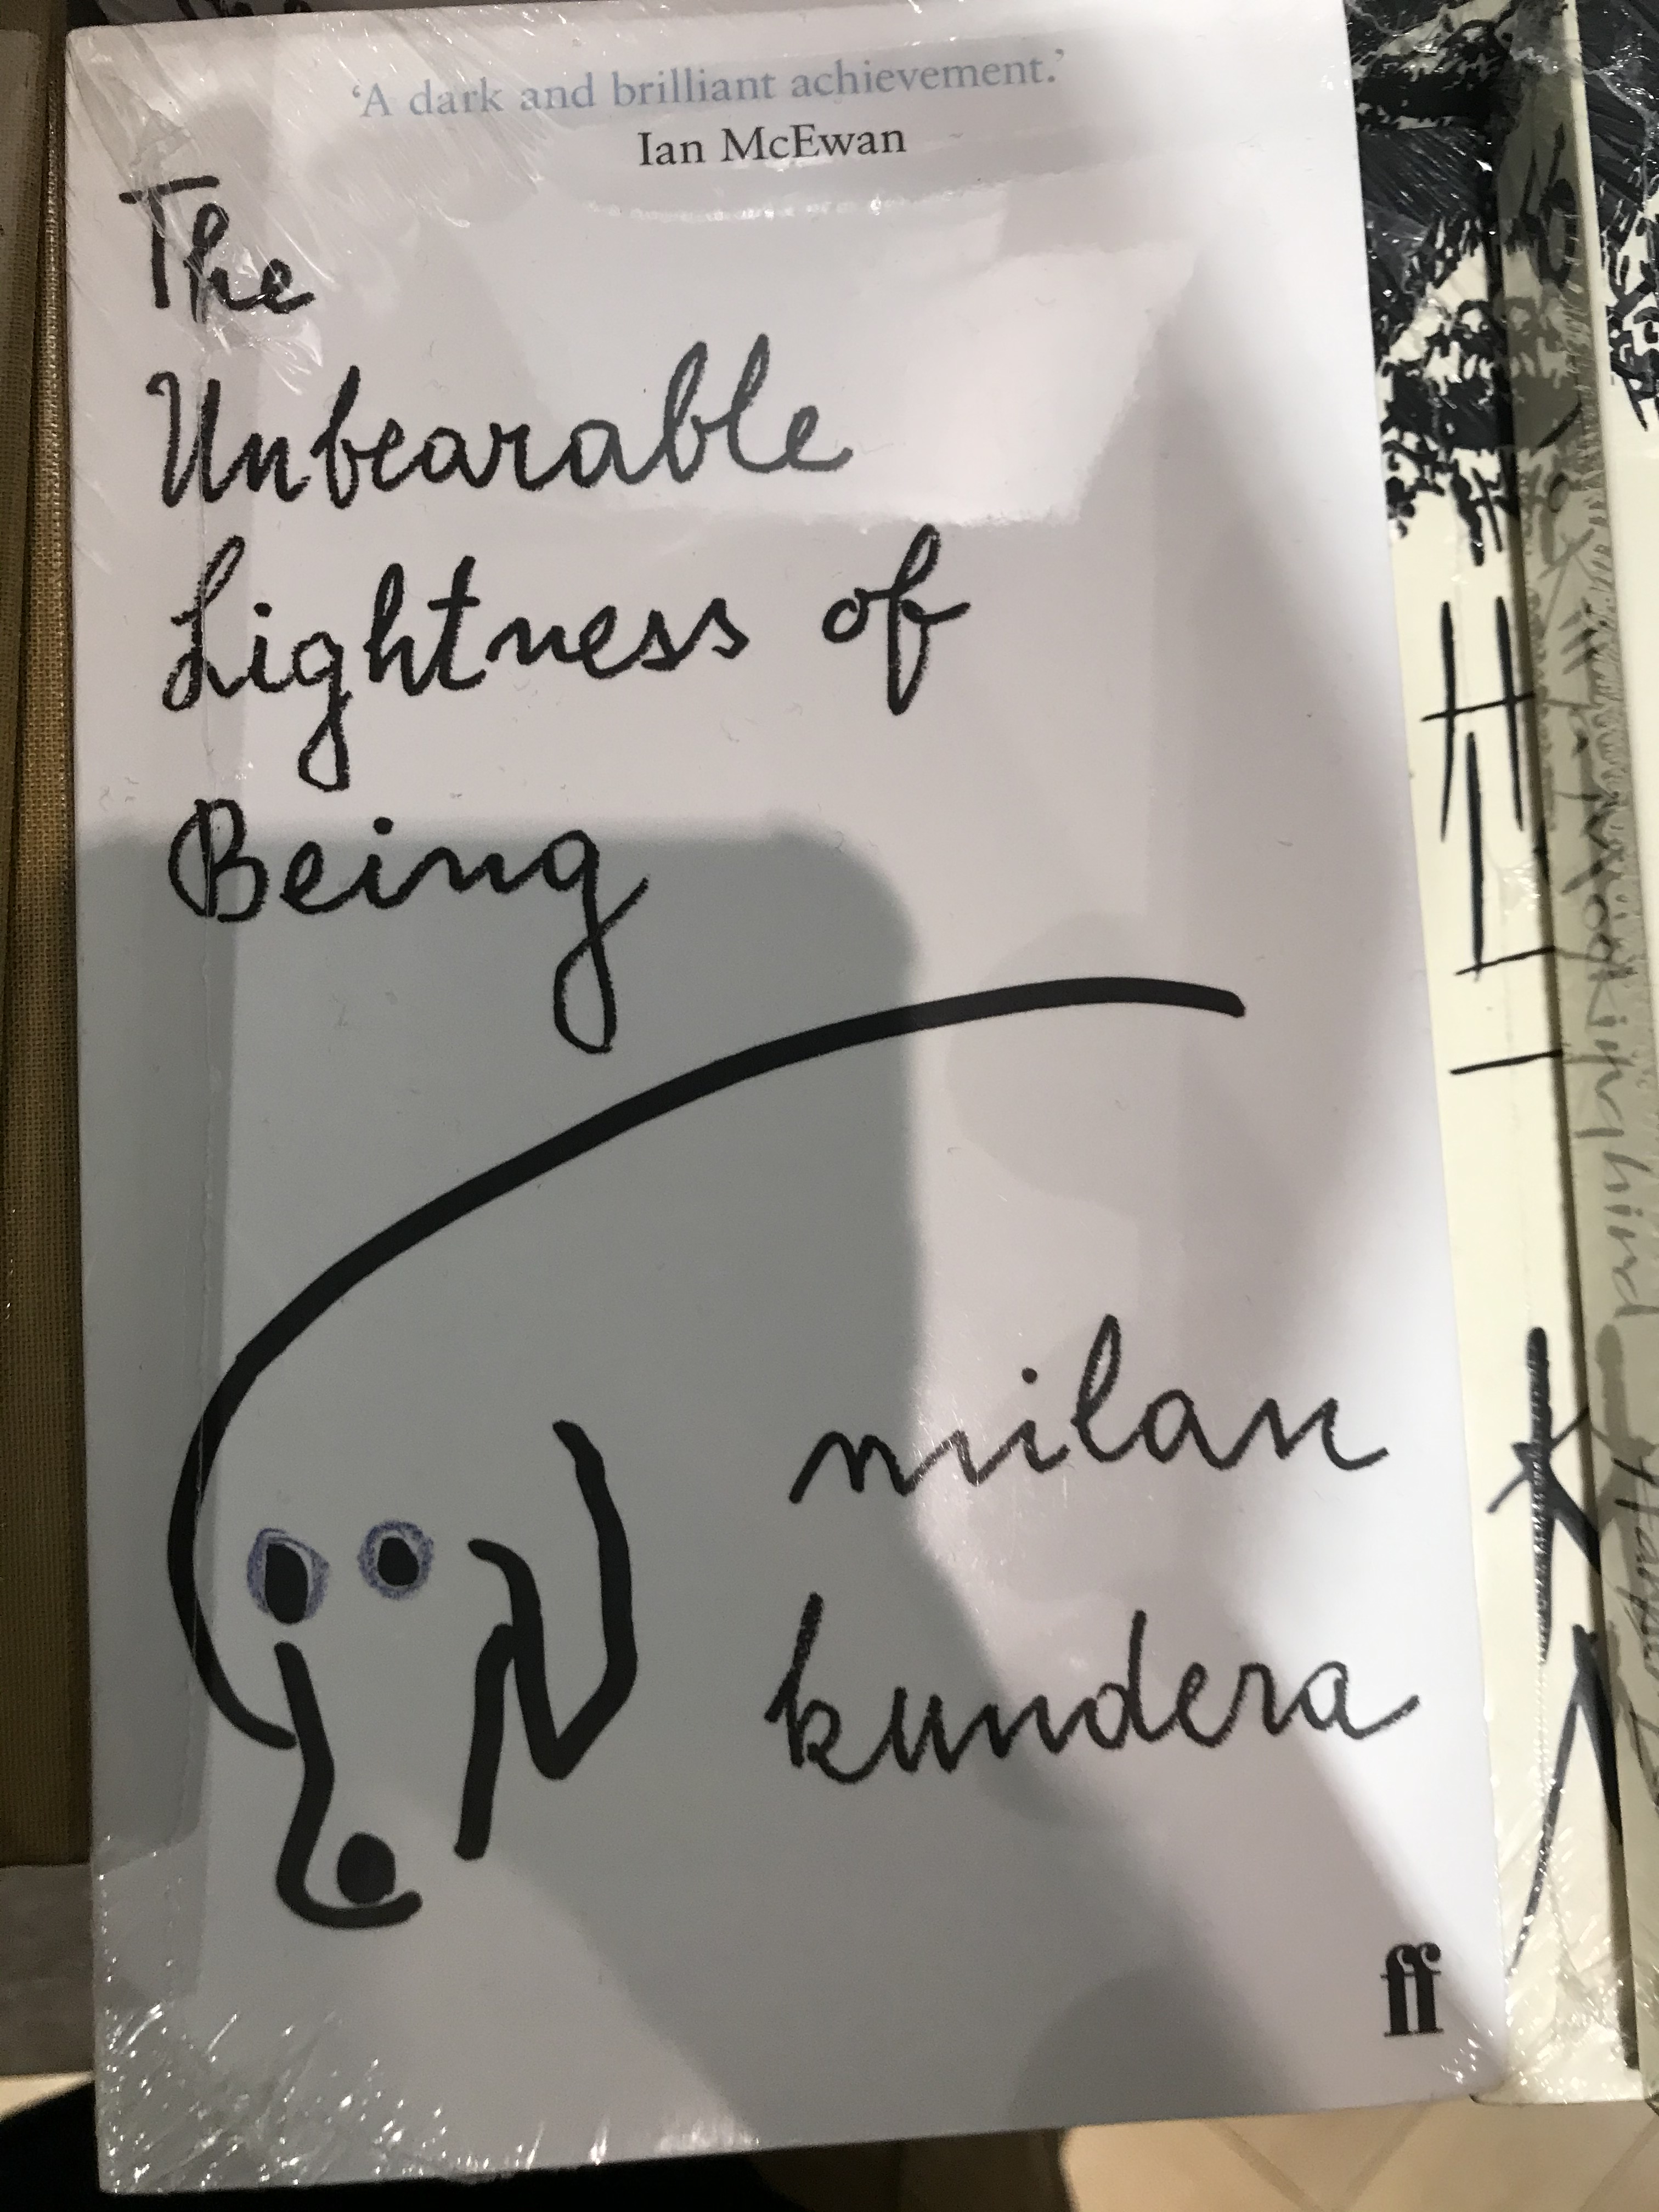 'A dark and brilliant achievement.'
Ian McEwan
The
Unbearable
Lightness of
Being
milan
kundera
ff